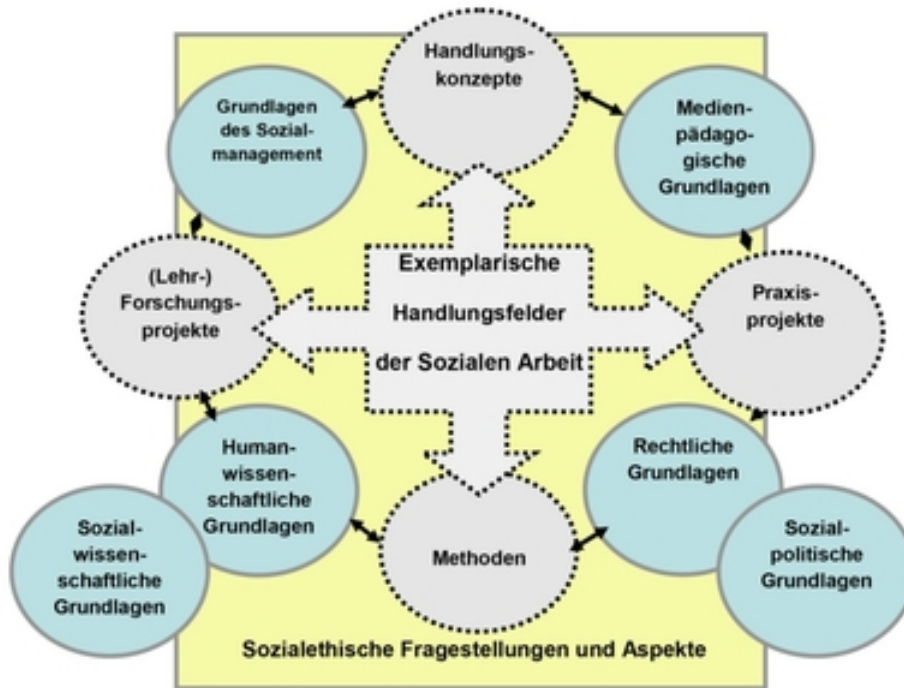 Handlungs-
konzepte
Grundlagen
des Sozial-
management
Medien-
pädago-
gische
Grundlagen
(Lehr-)
Forschungs-
projekte
Exemplarische
Handlungsfelder
der Sozialen Arbeit
Praxis-
projekte
Human-
wissen-
schaftliche
Grundlagen
Rechtliche
Grundlagen
Sozial-
wissen-
schaftliche
Grundlagen
Methoden
Sozial-
politische
Grundlagen
Sozialethische Fragestellungen und Aspekte